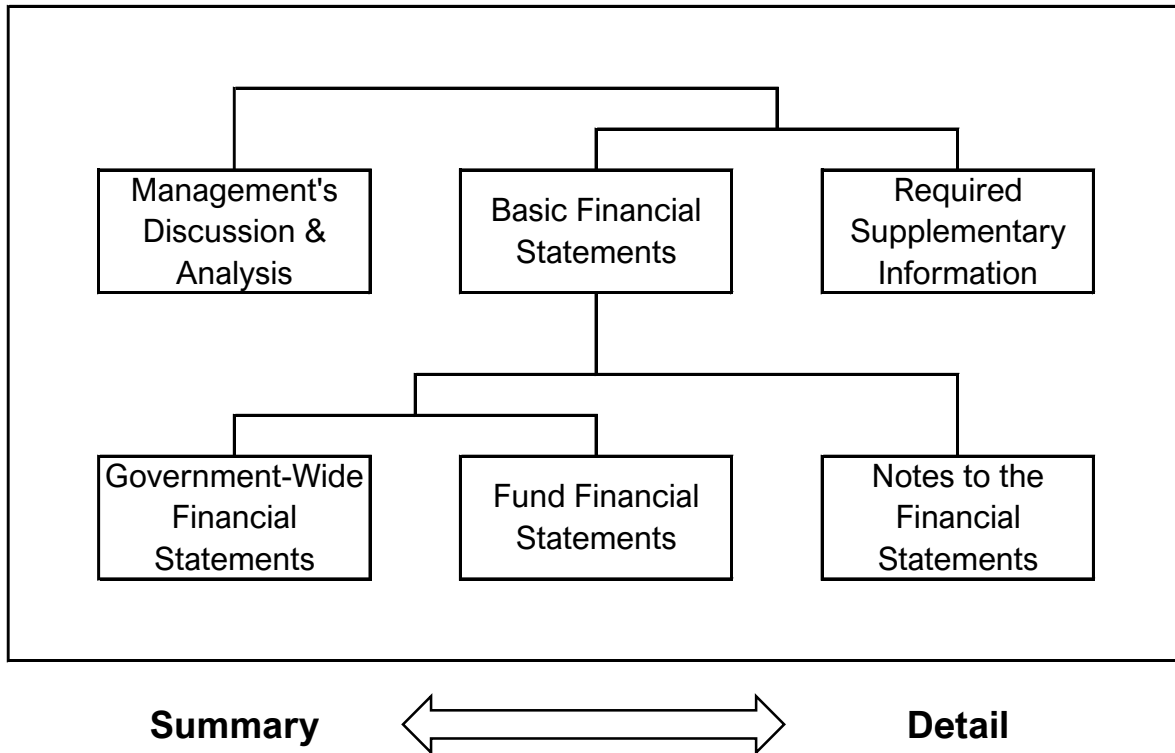 Management's
Discussion &
Analysis
Basic Financial
Statements
Required
Supplementary
Information
Government-Wide
Financial
Statements
Fund Financial
Statements
Notes to the
Financial
Statements
Summary
Detail